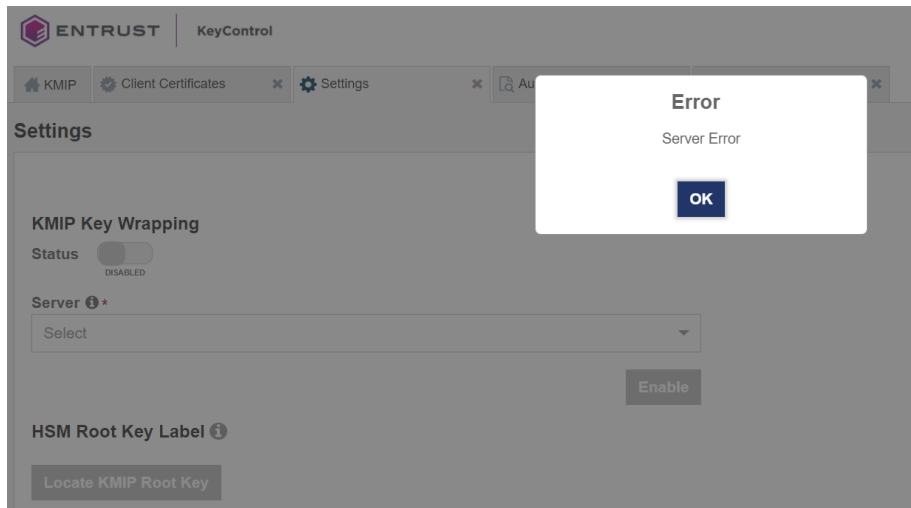 ENTRUST KeyControl
KMIP Client Certificates Settings Au
Error
Server Error
OK
Settings
KMIP Key Wrapping
Status
DISABLED
Server *
Select
Enable
HSM Root Key Label
Locate KMIP Root Key